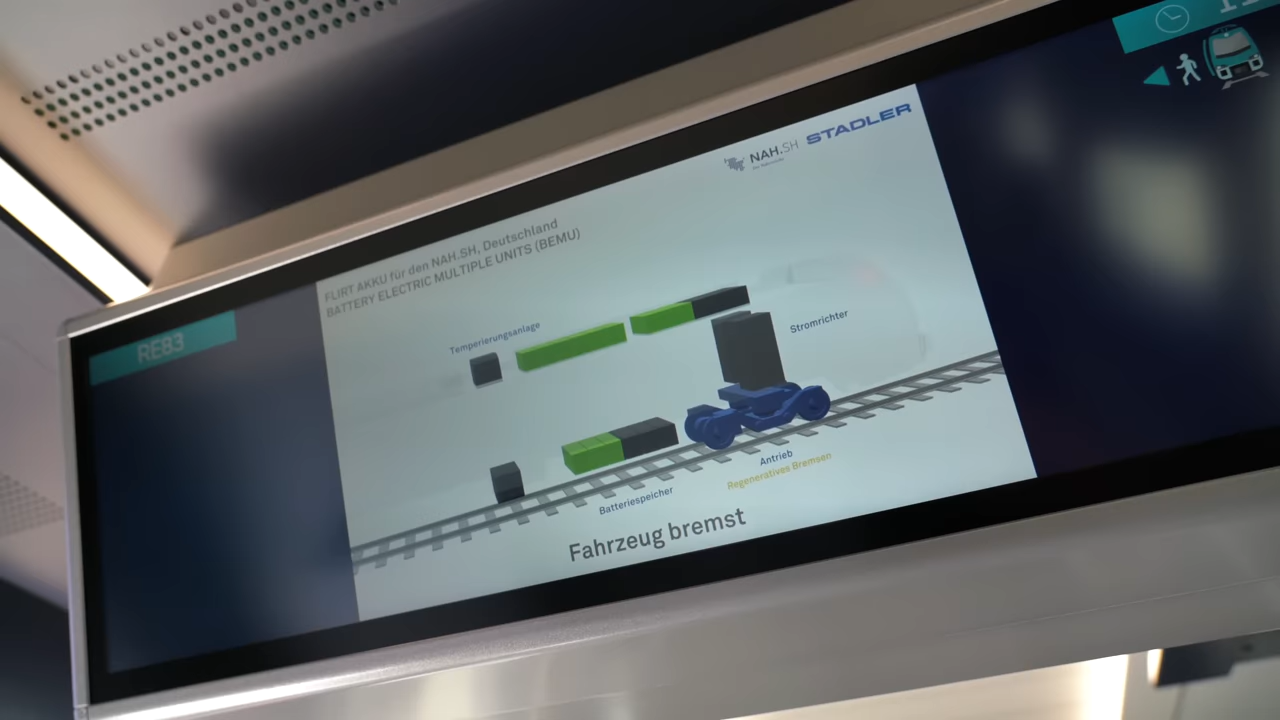 RE83
NAH.SH
STADLER
FLIRT AKKU für den NAH.SH, Deutschland
BATTERY ELECTRIC MULTIPLE UNITS (BEMU)
Temperierungsanlage
Stromrichter
Antrieb
Regeneratives Bremsen
Batteriespeicher
Fahrzeug bremst